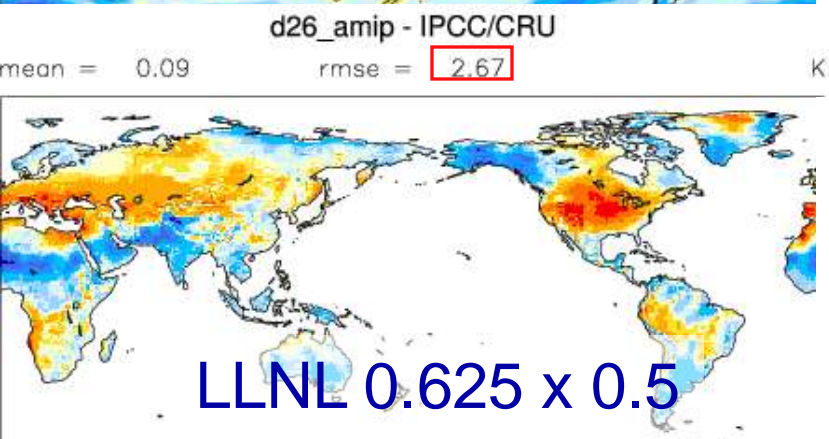 d26_amip - IPCC/CRU
mean = 0.09 rmse = 2.67 K
LLNL 0.625 x 0.5